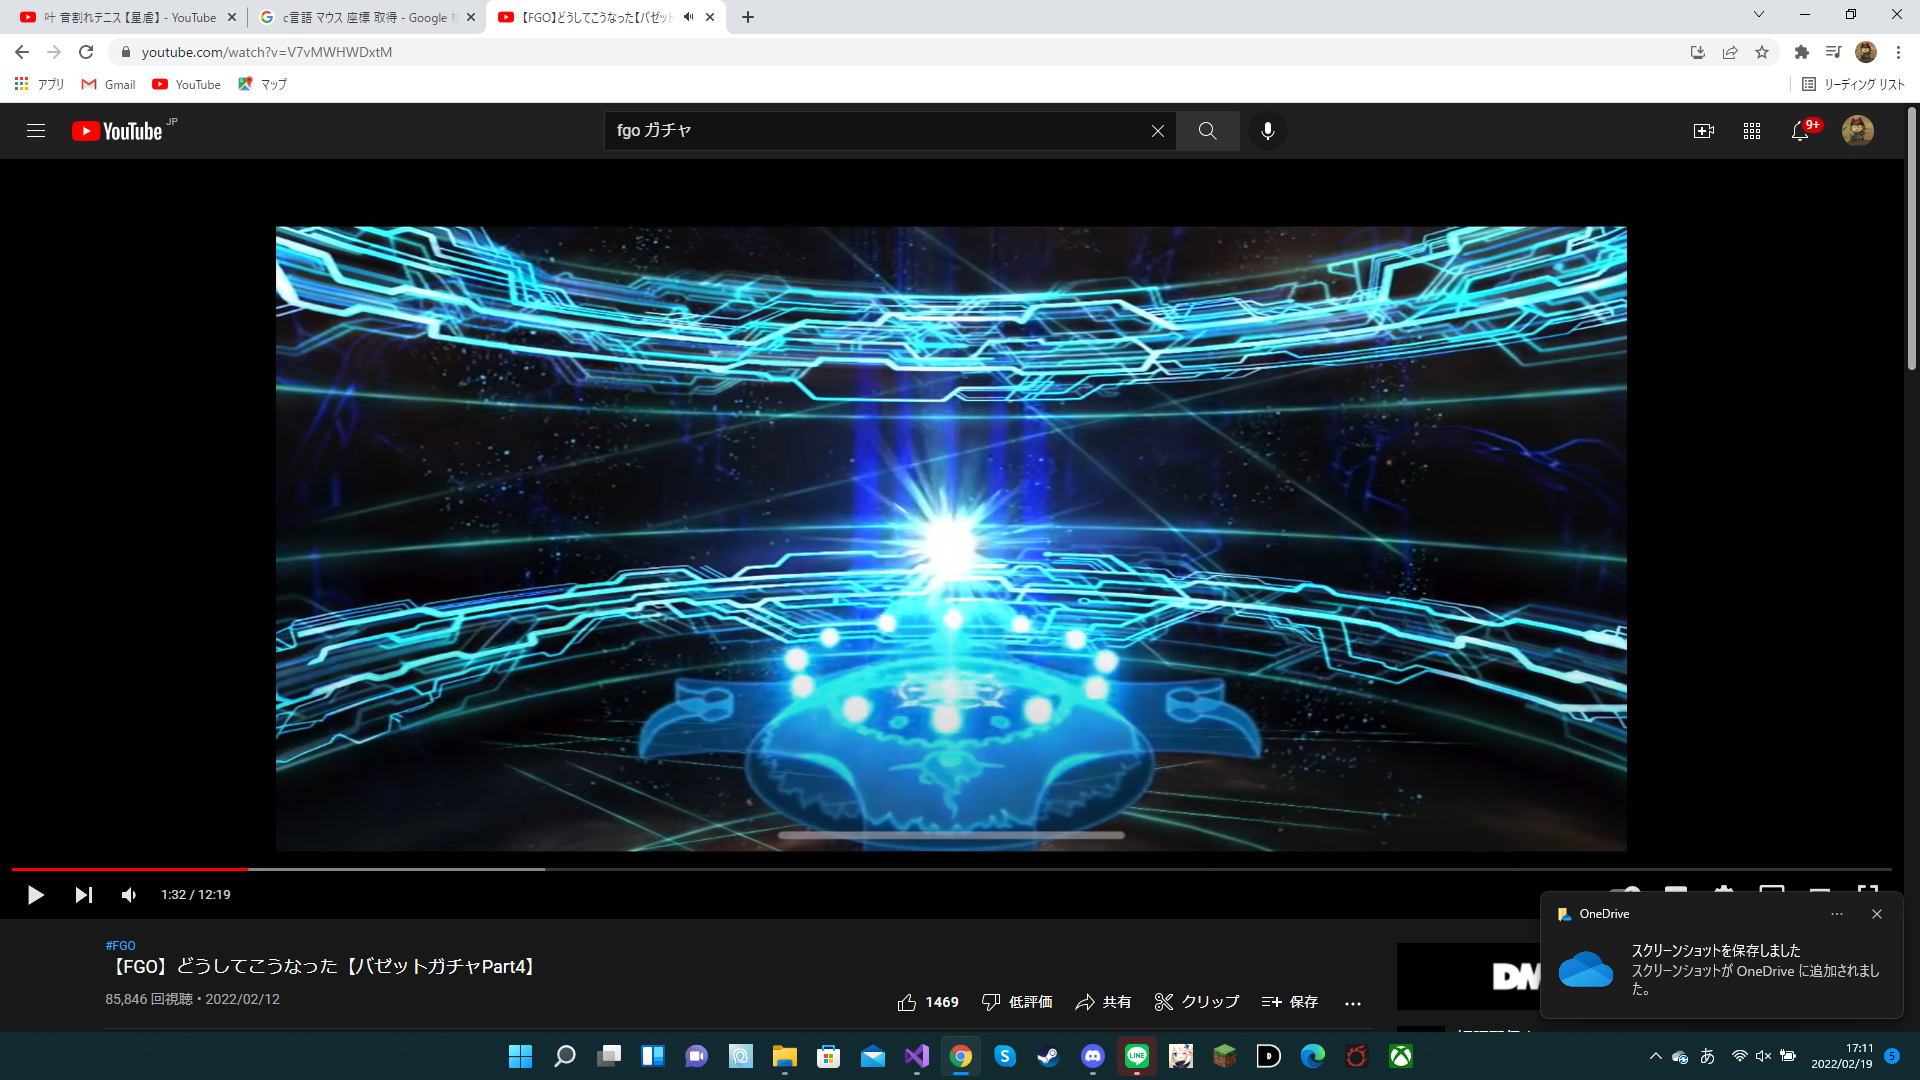 叶 音割れテニス【星虐】 - YouTube
c言語 マウス 座標 取得 - Google
【FGO】どうしてこうなった【バゼット
youtube.com/watch?v=V7vMWHWDxtM
アプリ
Gmail
YouTube
マップ
リーディング リスト
YouTube JP
fgo ガチャ
9+
1:32 / 12:19
#FGO
【FGO】どうしてこうなった【バゼットガチャPart4】
85,846 回視聴・2022/02/12
1469
低評価
共有
クリップ
保存
DM
OneDrive
スクリーンショットを保存しました
スクリーンショットが OneDrive に追加されまし
た。
LINE
あ
17:11
2022/02/19
5